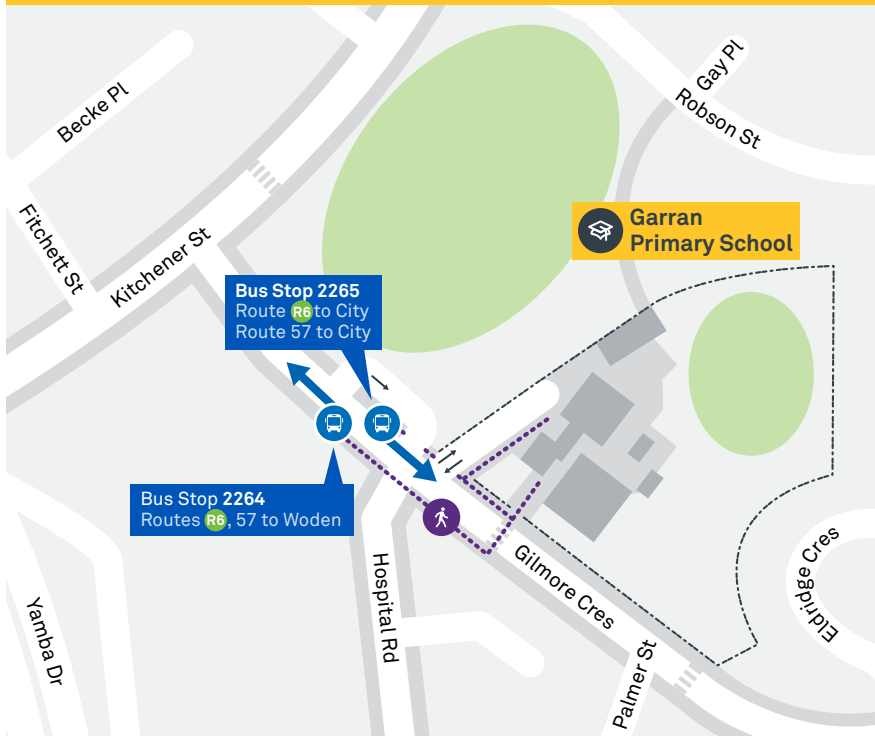 Becke Pl
Gay Pl
Robson St
Fitchett St
Kitchener St
Garran
Primary School
Bus Stop 2265
Route R6 to City
Route 57 to City
Bus Stop 2264
Routes R6, 57 to Woden
Hospital Rd
Gilmore Cres
Eldridge Cres
Yamba Dr
Palmer St